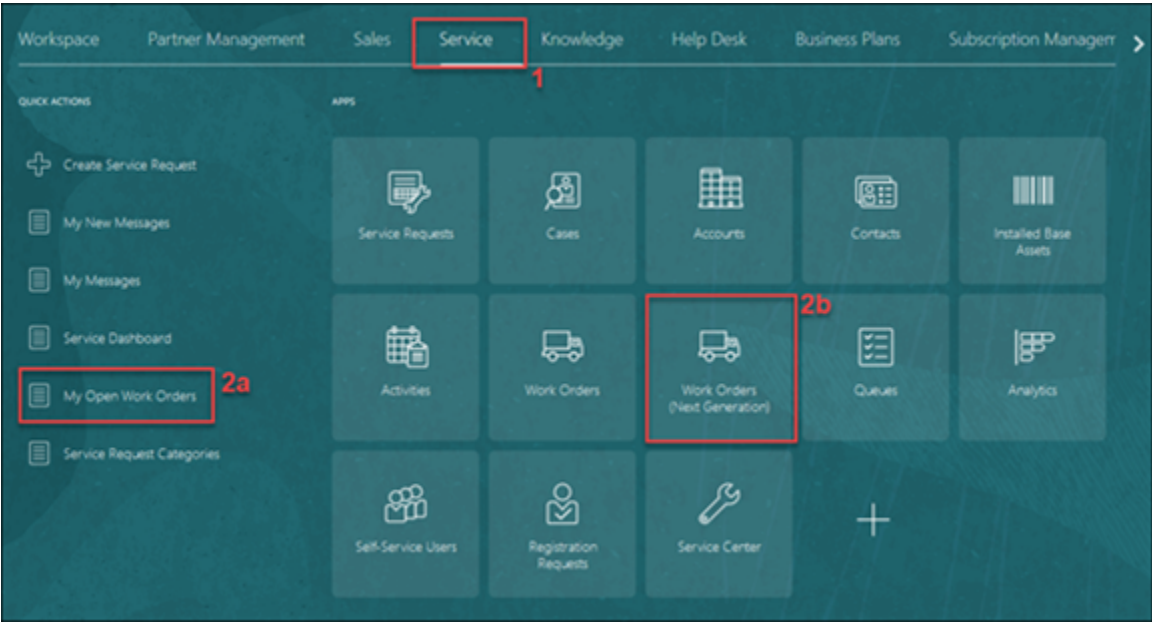 Workspace Partner Management Sales Service Knowledge Help Desk Business Plans Subscription Managem
1
QUICK ACTIONS
APPS
Create Service Request
My New Messages
My Messages
Service Dashboard
My Open Work Orders
2a
Service Request Categories
Service Requests
Cases
Accounts
Contacts
Installed Base
Assets
Activities
Work Orders
2b
Work Orders
(Next Generation)
Queues
Analytics
Self-Service Users
Registration
Requests
Service Center